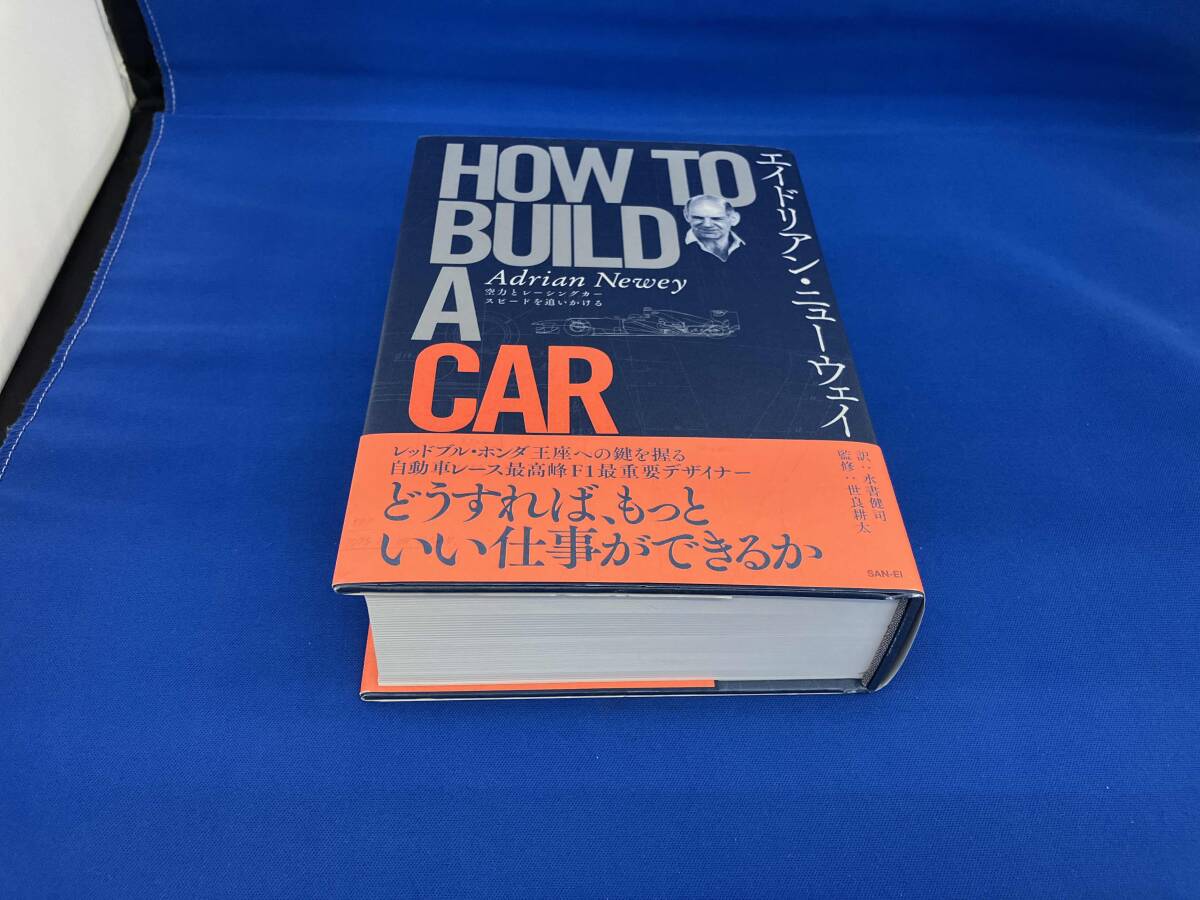 HOW TO
BUILD
A
CAR
Adrian Newey
空力とレーシングカー
スピードを追いかける
エイドリアン・ニューウェイ
レッドブル・ホンダ王座への鍵を握る
自動車レース最高峰F1最重要デザイナー
どうすれば、もっと
いい仕事ができるか
訳：水書健司
監修：世良耕太
SAN-EI